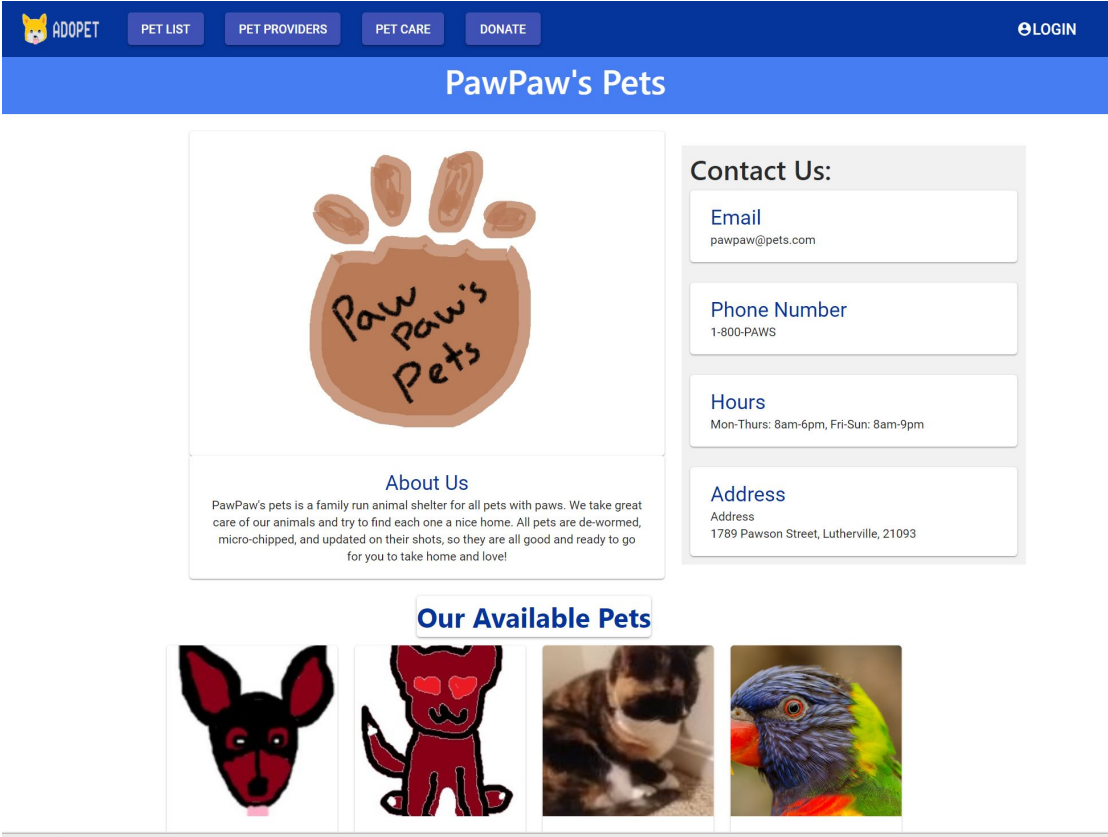 ADOPET
PET LIST
PET PROVIDERS
PET CARE
DONATE
LOGIN
PawPaw's Pets
Paw
Paw's
Pets
About Us
PawPaw's pets is a family run animal shelter for all pets with paws. We take great
care of our animals and try to find each one a nice home. All pets are de-wormed,
micro-chipped, and updated on their shots, so they are all good and ready to go
for you to take home and love!
Contact Us:
Email
pawpaw@pets.com
Phone Number
1-800-PAWS
Hours
Mon-Thurs: 8am-6pm, Fri-Sun: 8am-9pm
Address
Address
1789 Pawson Street, Lutherville, 21093
Our Available Pets